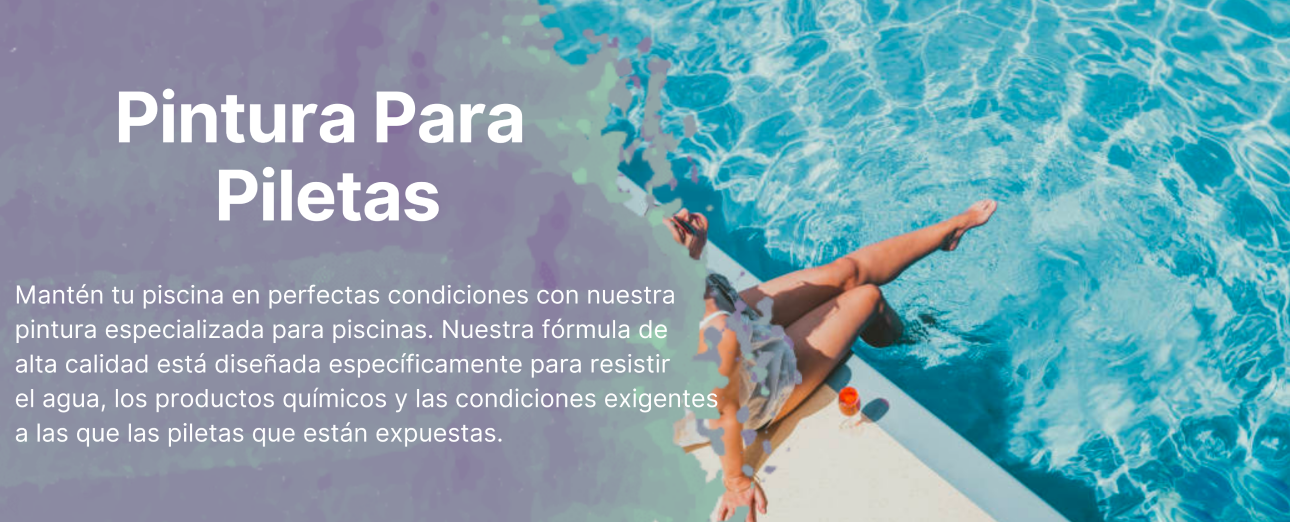 Pintura Para
Piletas
Mantén tu piscina en perfectas condiciones con nuestra
pintura especializada para piscinas. Nuestra fórmula de
alta calidad está diseñada específicamente para resistir
el agua, los productos químicos y las condiciones exigentes
a las que las piletas que están expuestas.